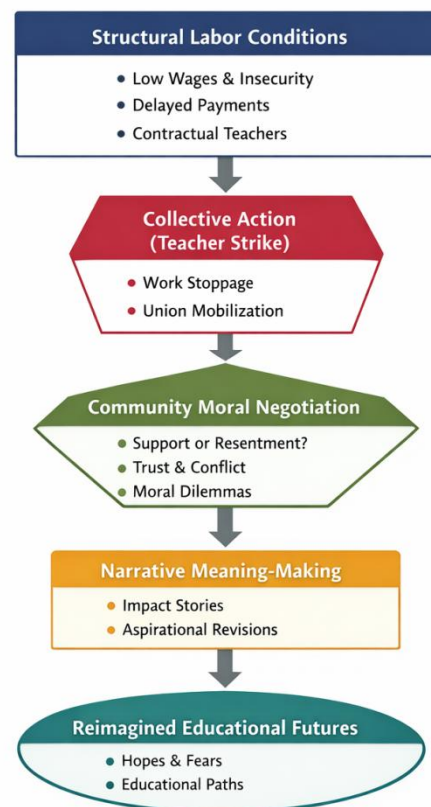 Structural Labor Conditions
• Low Wages & Insecurity
• Delayed Payments
• Contractual Teachers
Collective Action
(Teacher Strike)
• Work Stoppage
• Union Mobilization
Community Moral Negotiation
• Support or Resentment?
• Trust & Conflict
• Moral Dilemmas
Narrative Meaning-Making
• Impact Stories
• Aspirational Revisions
Reimagined Educational Futures
• Hopes & Fears
• Educational Paths